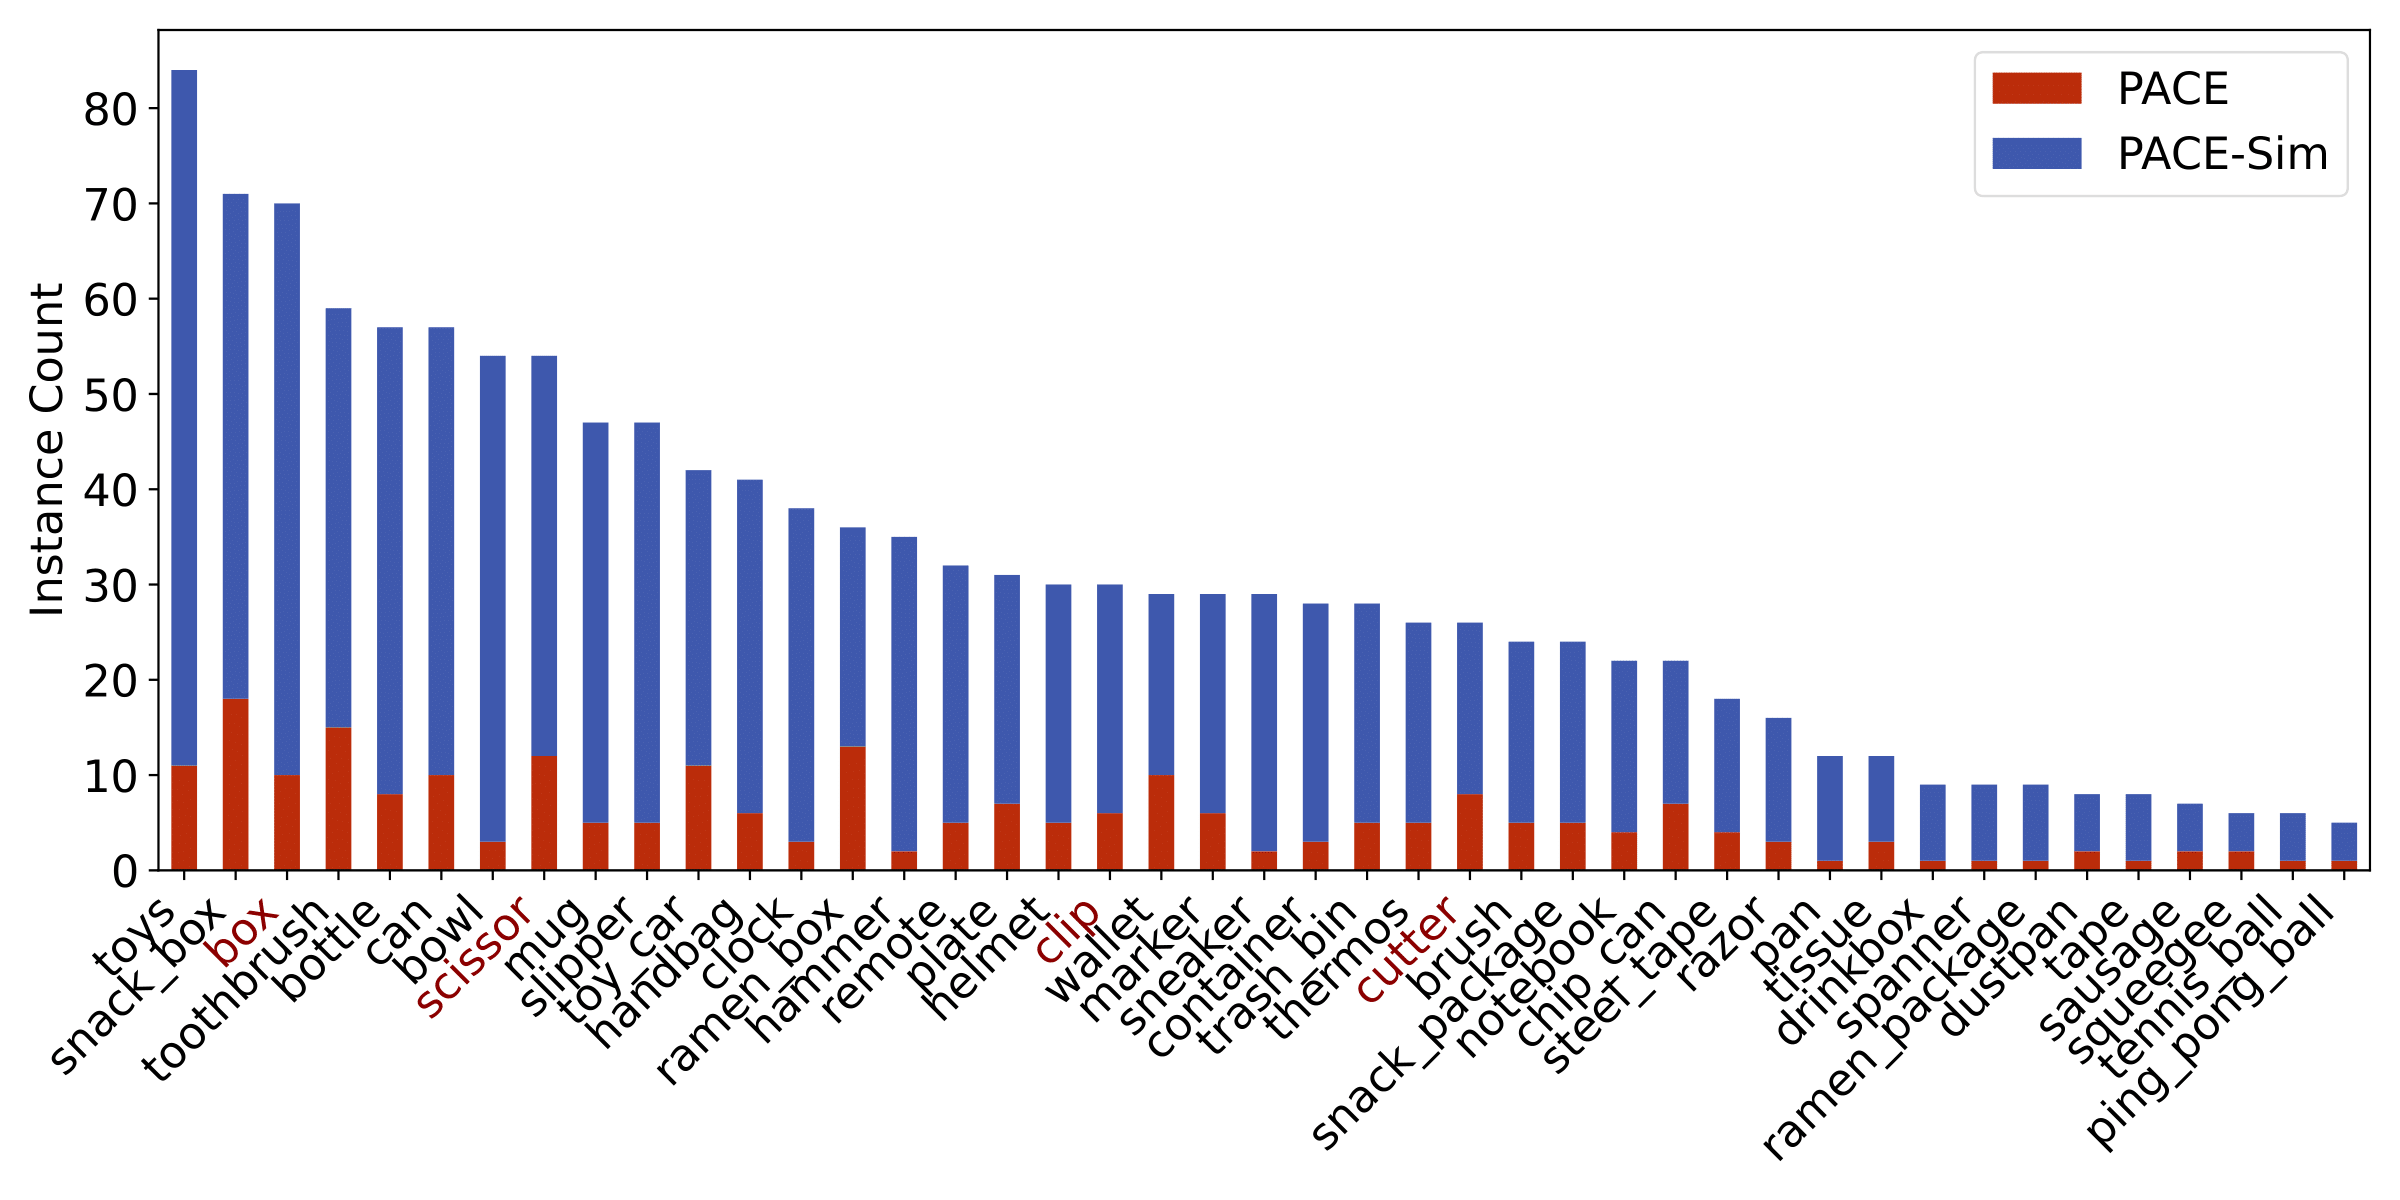 PACE
PACE-Sim
Instance Count
80
70
60
50
40
30
20
10
0
toys
snack_box
box
toothbrush
bottle
can
bowl
scissor
mug
slipper
toy_car
handbag
clock
ramen_box
hammer
remote
plate
helmet
clip
wallet
marker
sneaker
container
trash_bin
thermos
cutter
brush
snack_package
notebook
chip_can
steel_tape
razor
pan
tissue
drinkbox
spanner
ramen_package
dustpan
tape
sausage
squeegee
tennis_ball
ping_pong_ball